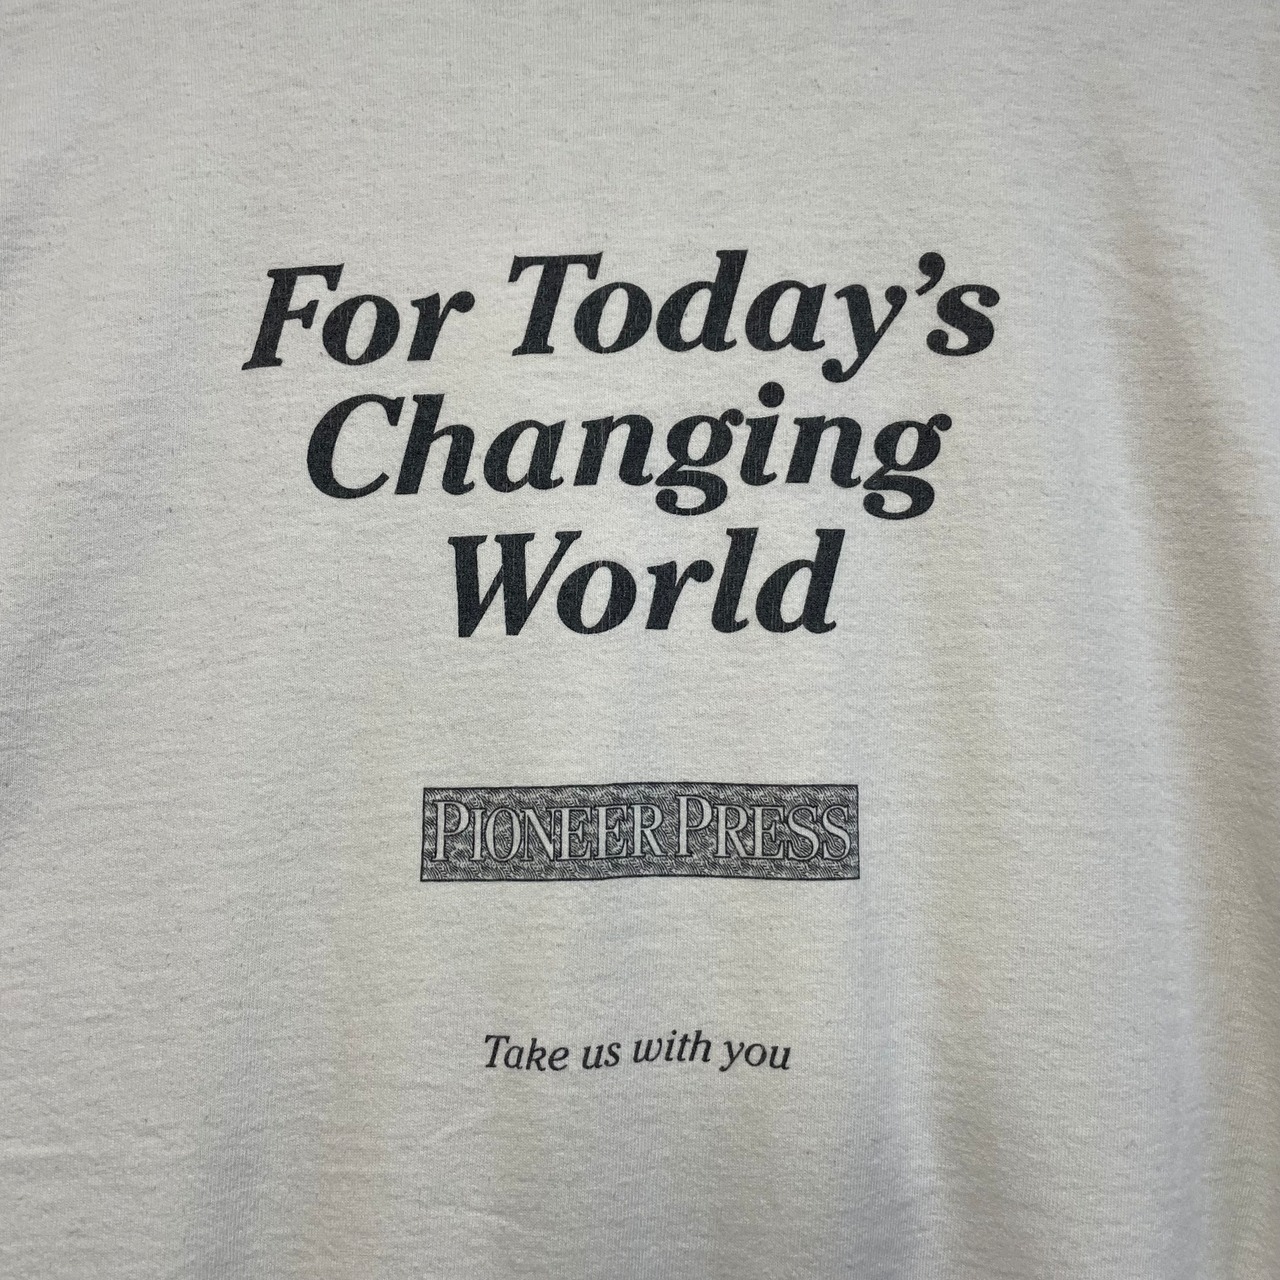 For Today’s
Changing
World
PIONEER PRESS
Take us with you